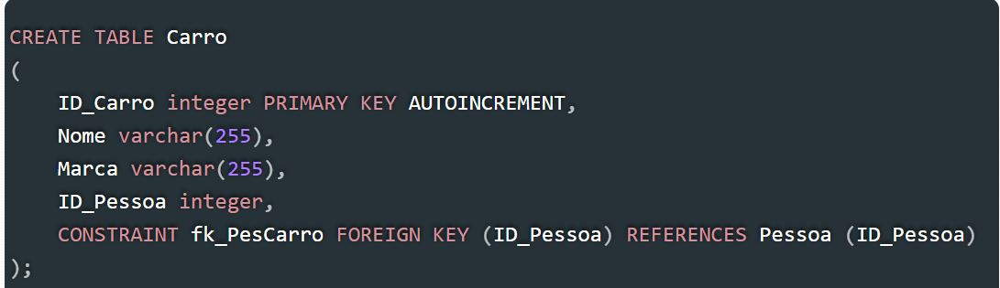 CREATE TABLE Carro
(
ID_Carro integer PRIMARY KEY AUTOINCREMENT,
Nome varchar(255),
Marca varchar(255),
ID_Pessoa integer,
CONSTRAINT fk_PesCarro FOREIGN KEY (ID_Pessoa) REFERENCES Pessoa (ID_Pessoa)
);